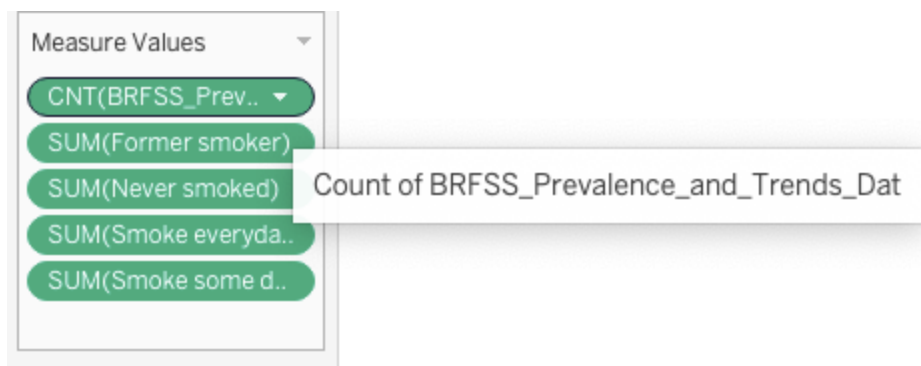 Measure Values
CNT(BRFSS_Prev..
SUM(Former smoker)
SUM(Never smoked)
Count of BRFSS_Prevalence_and_Trends_Dat
SUM(Smoke everyda..
SUM(Smoke some d..